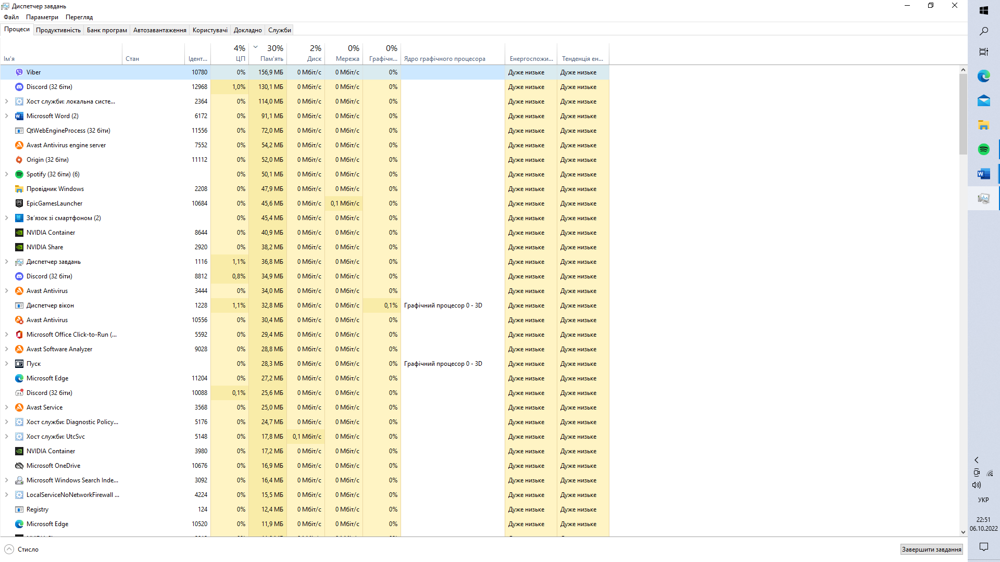 Диспетчер завдань
Файл Параметри Перегляд
Процеси Продуктивність Банк програм Автозавантаження Користувачі Докладно Служби
4% 30% 2% 0% 0%
Ім'я СтанІдент... ЦП Пам'ять Диск Мережа Графічн... Ядро графічного процесора Енергоспожи... Тенденція ен...
Viber 10780 0% 156,9 МБ 0 Мбіт/с 0 Мбіт/с 0% Дуже низьке Дуже низьке
Discord (32 біти) 12968 1,0% 130,1 МБ 0 Мбіт/с 0 Мбіт/с 0% Дуже низьке Дуже низьке
Хост служби: локальна систе... 2364 0% 114,0 МБ 0 Мбіт/с 0 Мбіт/с 0% Дуже низьке Дуже низьке
Microsoft Word (2) 6172 0% 91,1 МБ 0 Мбіт/с 0 Мбіт/с 0% Дуже низьке Дуже низьке
QtWebEngineProcess (32 біти) 11556 0% 72,0 МБ 0 Мбіт/с 0 Мбіт/с 0% Дуже низьке Дуже низьке
Avast Antivirus engine server 7552 0% 54,2 МБ 0 Мбіт/с 0 Мбіт/с 0% Дуже низьке Дуже низьке
Origin (32 біти) 11112 0% 52,0 МБ 0 Мбіт/с 0 Мбіт/с 0% Дуже низьке Дуже низьке
Spotify (32 біти) (6) 0% 50,1 МБ 0 Мбіт/с 0 Мбіт/с 0% Дуже низьке Дуже низьке
Провідник Windows 2208 0% 47,9 МБ 0 Мбіт/с 0 Мбіт/с 0% Дуже низьке Дуже низьке
EpicGamesLauncher 10684 0% 45,6 МБ 0 Мбіт/с 0,1 Мбіт/с 0% Дуже низьке Дуже низьке
Зв'язок зі смартфоном (2) 0% 45,4 МБ 0 Мбіт/с 0 Мбіт/с 0% Дуже низьке Дуже низьке
NVIDIA Container 8644 0% 40,9 МБ 0 Мбіт/с 0 Мбіт/с 0% Дуже низьке Дуже низьке
NVIDIA Share 2920 0% 38,2 МБ 0 Мбіт/с 0 Мбіт/с 0% Дуже низьке Дуже низьке
Диспетчер завдань 1116 1,1% 36,8 МБ 0 Мбіт/с 0 Мбіт/с 0% Дуже низьке Дуже низьке
Discord (32 біти) 8812 0,8% 34,9 МБ 0 Мбіт/с 0 Мбіт/с 0% Дуже низьке Дуже низьке
Avast Antivirus 3444 0% 34,0 МБ 0 Мбіт/с 0 Мбіт/с 0% Дуже низьке Дуже низьке
Диспетчер вікон 1228 1,1% 32,8 МБ 0 Мбіт/с 0 Мбіт/с 0,1% Графічний процесор 0 - 3D Дуже низьке Дуже низьке
Avast Antivirus 10556 0% 30,4 МБ 0 Мбіт/с 0 Мбіт/с 0% Дуже низьке Дуже низьке
Microsoft Office Click-to-Run (... 5592 0% 29,4 МБ 0 Мбіт/с 0 Мбіт/с 0% Дуже низьке Дуже низьке
Avast Software Analyzer 9028 0% 28,8 МБ 0 Мбіт/с 0 Мбіт/с 0% Дуже низьке Дуже низьке
Пуск 0% 28,3 МБ 0 Мбіт/с 0 Мбіт/с 0% Графічний процесор 0 - 3D Дуже низьке Дуже низьке
Microsoft Edge 11204 0% 27,2 МБ 0 Мбіт/с 0 Мбіт/с 0% Дуже низьке Дуже низьке
Discord (32 біти) 10088 0,1% 25,6 МБ 0 Мбіт/с 0 Мбіт/с 0% Дуже низьке Дуже низьке
Avast Service 3568 0% 25,0 МБ 0 Мбіт/с 0 Мбіт/с 0% Дуже низьке Дуже низьке
Хост служби: Diagnostic Policy... 5176 0% 24,7 МБ 0 Мбіт/с 0 Мбіт/с 0% Дуже низьке Дуже низьке
Хост служби: UtcSvc 5148 0% 17,8 МБ 0,1 Мбіт/с 0 Мбіт/с 0% Дуже низьке Дуже низьке
NVIDIA Container 3980 0% 17,2 МБ 0 Мбіт/с 0 Мбіт/с 0% Дуже низьке Дуже низьке
Microsoft OneDrive 10676 0% 16,9 МБ 0 Мбіт/с 0 Мбіт/с 0% Дуже низьке Дуже низьке
Microsoft Windows Search Inde... 3092 0% 16,4 МБ 0 Мбіт/с 0 Мбіт/с 0% Дуже низьке Дуже низьке
LocalServiceNoNetworkFirewall ... 4224 0% 15,5 МБ 0 Мбіт/с 0 Мбіт/с 0% Дуже низьке Дуже низьке
Registry 124 0% 12,4 МБ 0 Мбіт/с 0 Мбіт/с 0% Дуже низьке Дуже низьке
Microsoft Edge 10520 0% 11,9 МБ 0 Мбіт/с 0 Мбіт/с 0% Дуже низьке Дуже низьке
Стисло
Завершити завдання
УКР
22:51
06.10.2022